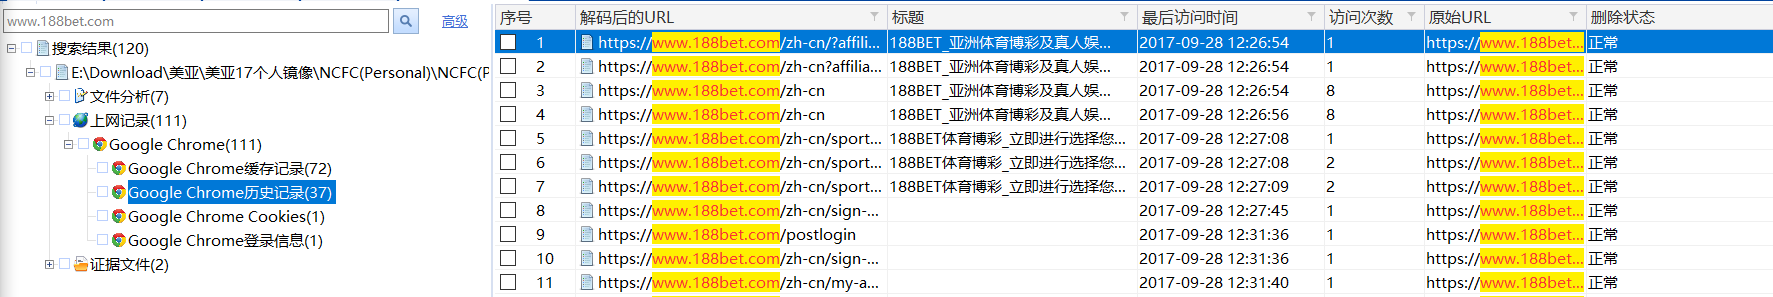 www.188bet.com 高级
搜索结果(120)
E:\Download\美亚\美亚17个人镜像\NCFC(Personal)\NCFC(P
文件分析(7)
上网记录(111)
Google Chrome(111)
Google Chrome缓存记录(72)
Google Chrome历史记录(37)
Google Chrome Cookies(1)
Google Chrome登录信息(1)
证据文件(2)
序号 解码后的URL 标题 最后访问时间 访问次数 原始URL 删除状态
1 https://www.188bet.com/zh-cn/?affili... 188BET_亚洲体育博彩及真人娱... 2017-09-28 12:26:54 1 https://www.188bet... 正常
2 https://www.188bet.com/zh-cn?affilia... 188BET_亚洲体育博彩及真人娱... 2017-09-28 12:26:54 1 https://www.188bet... 正常
3 https://www.188bet.com/zh-cn 188BET_亚洲体育博彩及真人娱... 2017-09-28 12:26:54 8 https://www.188bet... 正常
4 https://www.188bet.com/zh-cn 188BET_亚洲体育博彩及真人娱... 2017-09-28 12:26:56 8 https://www.188bet... 正常
5 https://www.188bet.com/zh-cn/sport... 188BET体育博彩_立即进行选择您... 2017-09-28 12:27:08 1 https://www.188bet... 正常
6 https://www.188bet.com/zh-cn/sport... 188BET体育博彩_立即进行选择您... 2017-09-28 12:27:08 2 https://www.188bet... 正常
7 https://www.188bet.com/zh-cn/sport... 188BET体育博彩_立即进行选择您... 2017-09-28 12:27:09 2 https://www.188bet... 正常
8 https://www.188bet.com/zh-cn/sign-... 2017-09-28 12:27:45 1 https://www.188bet... 正常
9 https://www.188bet.com/postlogin 2017-09-28 12:31:36 1 https://www.188bet... 正常
10 https://www.188bet.com/zh-cn/sign-... 2017-09-28 12:31:36 1 https://www.188bet... 正常
11 https://www.188bet.com/zh-cn/my-a... 2017-09-28 12:31:40 1 https://www.188bet... 正常